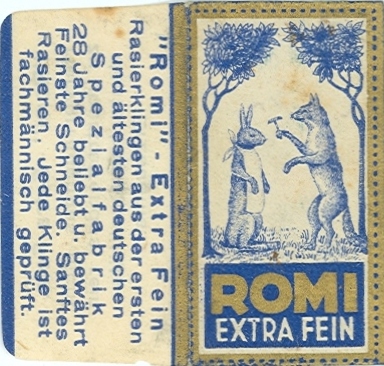 "Romi" - Extra Fein
Rasierklingen aus der ersten
und ältesten deutschen
Spezialfabrik
28 Jahre beliebt u. bewährt
Feinste Schneide. Sanftes
Rasieren. Jede Klinge ist
fachmännisch geprüft.
ROMI
EXTRA FEIN